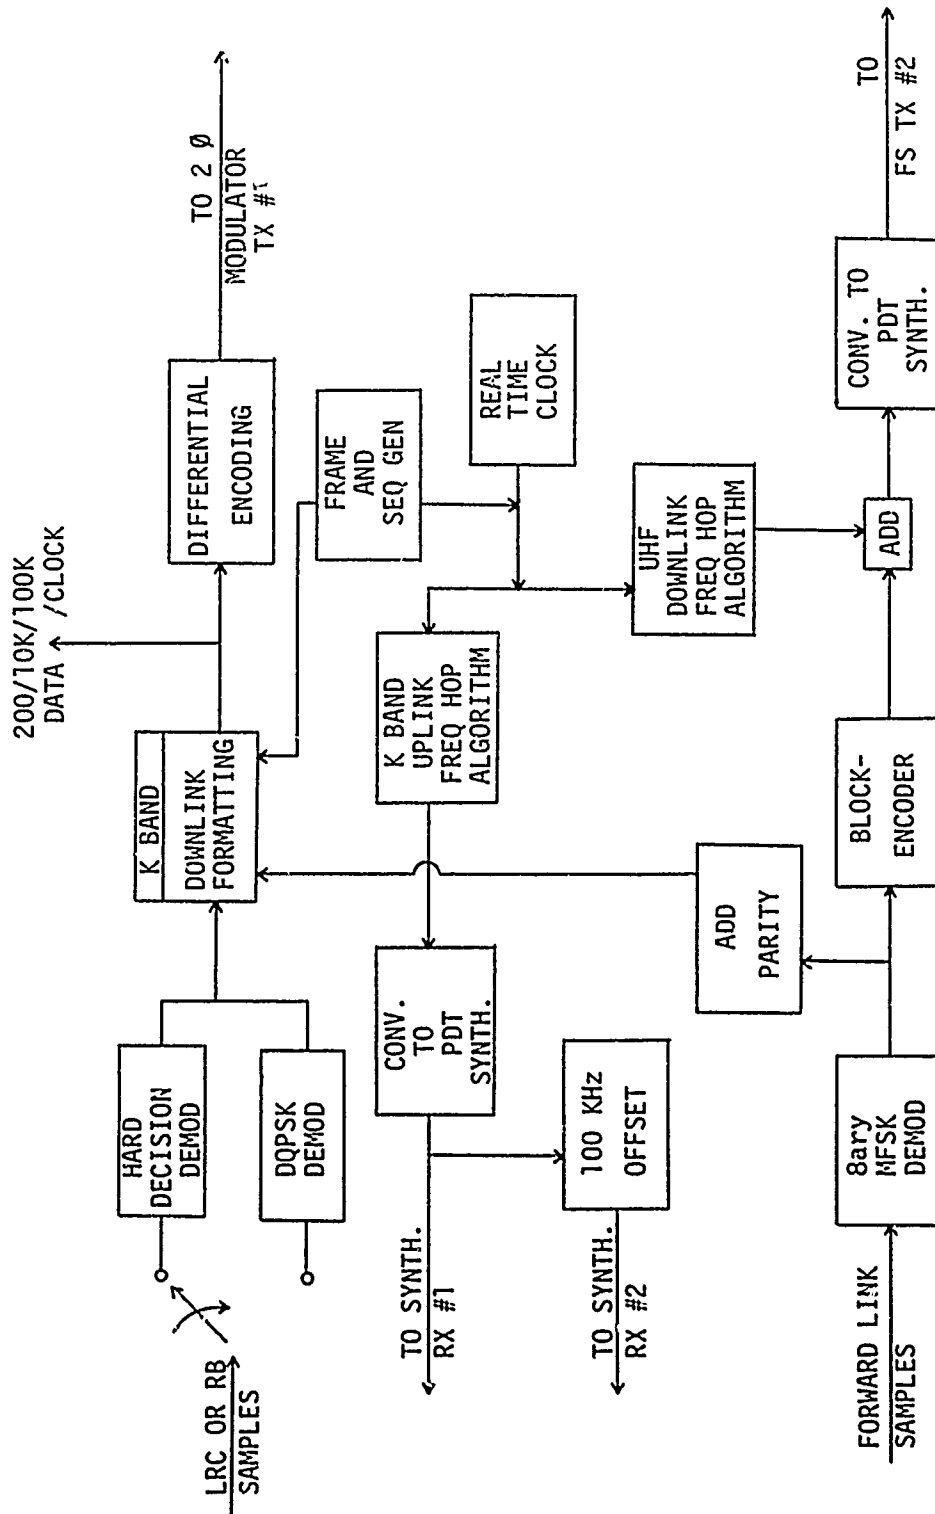 LRC OR RB
SAMPLES
HARD
DECISION
DEMOD
DQPSK
DEMOD
K BAND
DOWNLINK
FORMATTING
200/10K/100K
DATA /CLOCK
DIFFERENTIAL
ENCODING
TO 2 Ø
MODULATOR
TX #1
FRAME
AND
SEQ GEN
REAL
TIME
CLOCK
K BAND
UPLINK
FREQ HOP
ALGORITHM
CONV.
TO
PDT
SYNTH.
TO SYNTH.
RX #1
100 KHz
OFFSET
TO SYNTH.
RX #2
UHF
DOWNLINK
FREQ HOP
ALGORITHM
ADD
PARITY
FORWARD LINK
SAMPLES
8ary
MFSK
DEMOD
BLOCK-
ENCODER
ADD
CONV. TO
PDT
SYNTH.
TO
FS TX #2